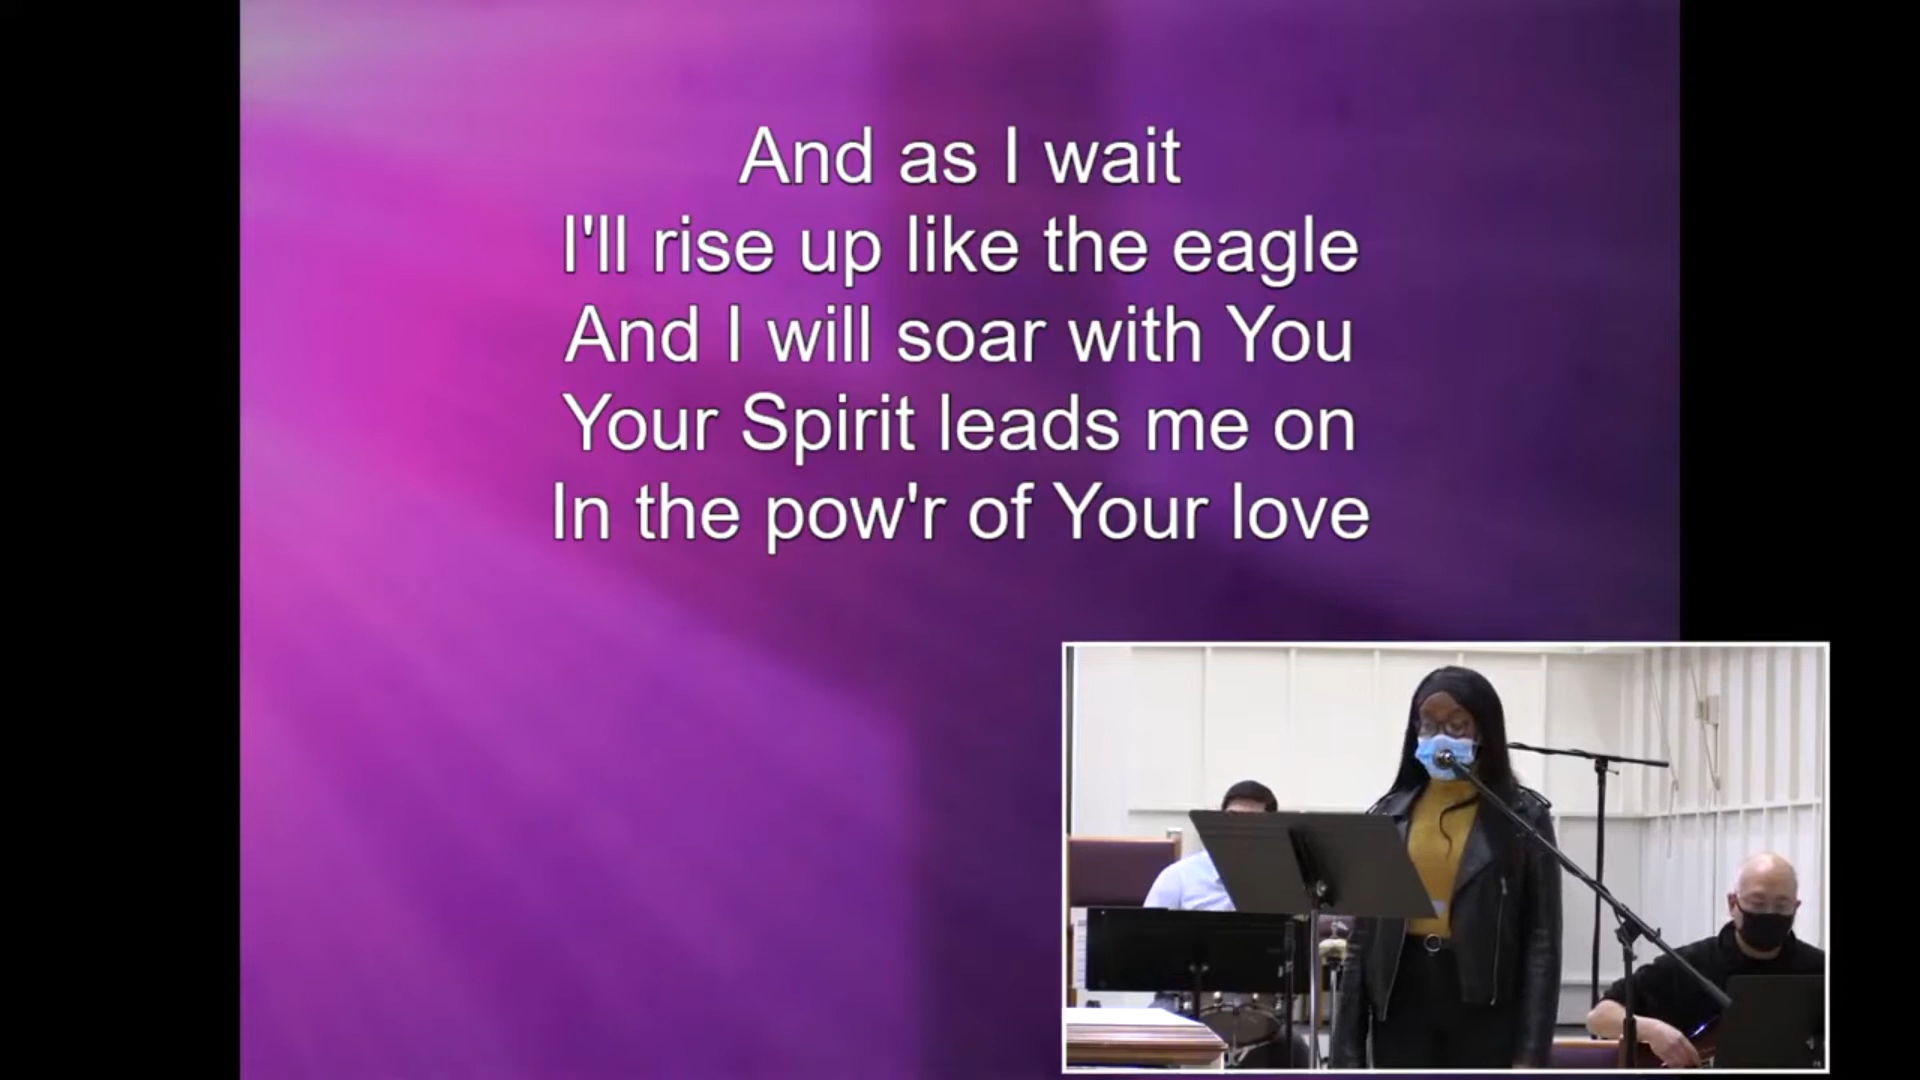 And as I wait
I'll rise up like the eagle
And I will soar with You
Your Spirit leads me on
In the pow'r of Your love